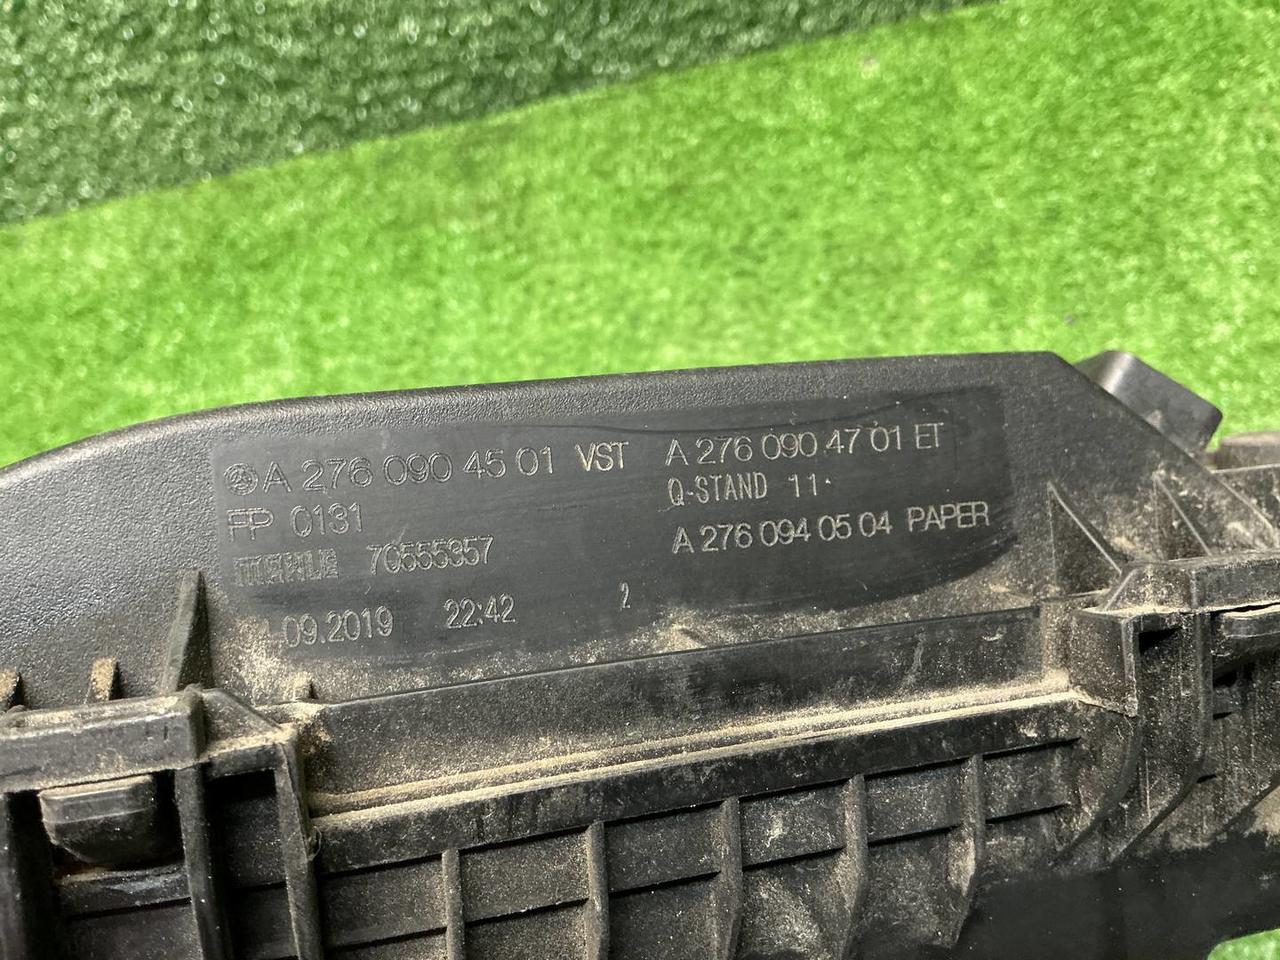 A 276 090 45 01 VST
FP 0131
MAHLE 70555357
.09.2019 22:42 2
A 276 090 47 01 ET
Q-STAND 11
A 276 094 05 04 PAPER